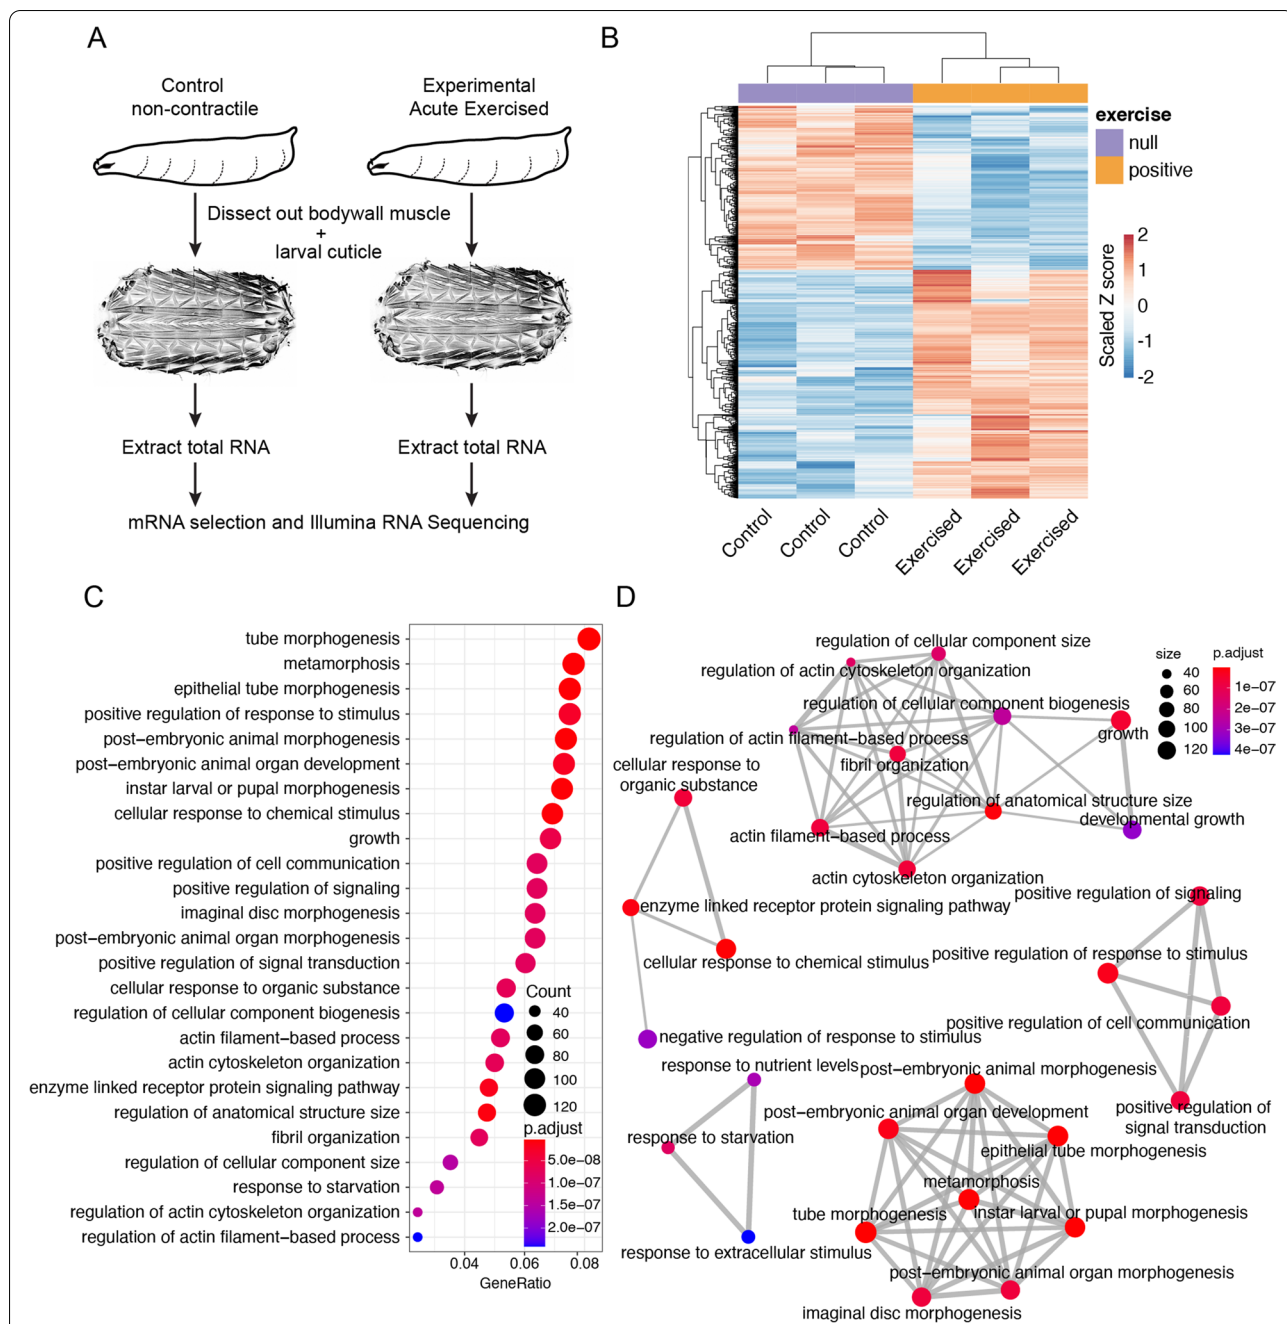 A
Control
non-contractile
Experimental
Acute Exercised
Dissect out bodywall muscle
+
larval cuticle
Extract total RNA
Extract total RNA
mRNA selection and Illumina RNA Sequencing
B
exercise
null
positive
Scaled Z score
2
1
0
-1
-2
Control
Control
Control
Exercised
Exercised
Exercised
C
tube morphogenesis
metamorphosis
epithelial tube morphogenesis
positive regulation of response to stimulus
post−embryonic animal morphogenesis
post−embryonic animal organ development
instar larval or pupal morphogenesis
cellular response to chemical stimulus
growth
positive regulation of cell communication
positive regulation of signaling
imaginal disc morphogenesis
post−embryonic animal organ morphogenesis
positive regulation of signal transduction
cellular response to organic substance
regulation of cellular component biogenesis
actin filament−based process
actin cytoskeleton organization
enzyme linked receptor protein signaling pathway
regulation of anatomical structure size
fibril organization
regulation of cellular component size
response to starvation
regulation of actin cytoskeleton organization
regulation of actin filament−based process
Count
40
60
80
100
120
p.adjust
5.0e−08
1.0e−07
1.5e−07
2.0e−07
0.04
0.06
0.08
GeneRatio
D
regulation of cellular component size
regulation of actin cytoskeleton organization
regulation of cellular component biogenesis
growth
regulation of actin filament−based process
fibril organization
cellular response to
organic substance
regulation of anatomical structure size
developmental growth
actin filament−based process
actin cytoskeleton organization
size
40
60
80
100
120
p.adjust
1e−07
2e−07
3e−07
4e−07
positive regulation of signaling
enzyme linked receptor protein signaling pathway
cellular response to chemical stimulus
positive regulation of response to stimulus
positive regulation of cell communication
negative regulation of response to stimulus
response to nutrient levels
post−embryonic animal morphogenesis
post−embryonic animal organ development
positive regulation of
signal transduction
response to starvation
epithelial tube morphogenesis
metamorphosis
tube morphogenesis
instar larval or pupal morphogenesis
response to extracellular stimulus
post−embryonic animal organ morphogenesis
imaginal disc morphogenesis